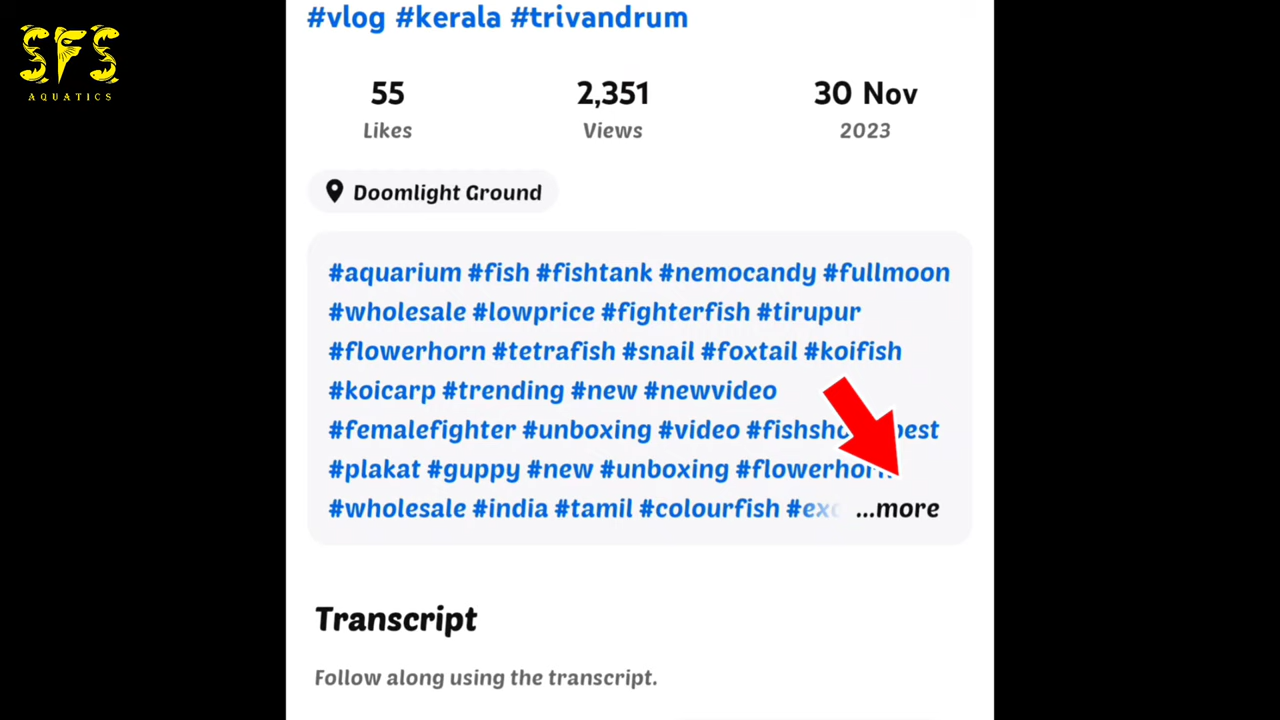 SFS
AQUATICS
#vlog #kerala #trivandrum
55 2,351 30 Nov
Likes Views 2023
Doomlight Ground
#aquarium #fish #fishtank #nemocandy #fullmoon
#wholesale #lowprice #fighterfish #tirupur
#flowerhorn #tetrafish #snail #foxtail #koifish
#koicarp #trending #new #newvideo
#femalefighter #unboxing #video
#plakat #guppy #new #unboxing #flowerhorn
#wholesale #india #tamil #colourfish ...more
Transcript
Follow along using the transcript.